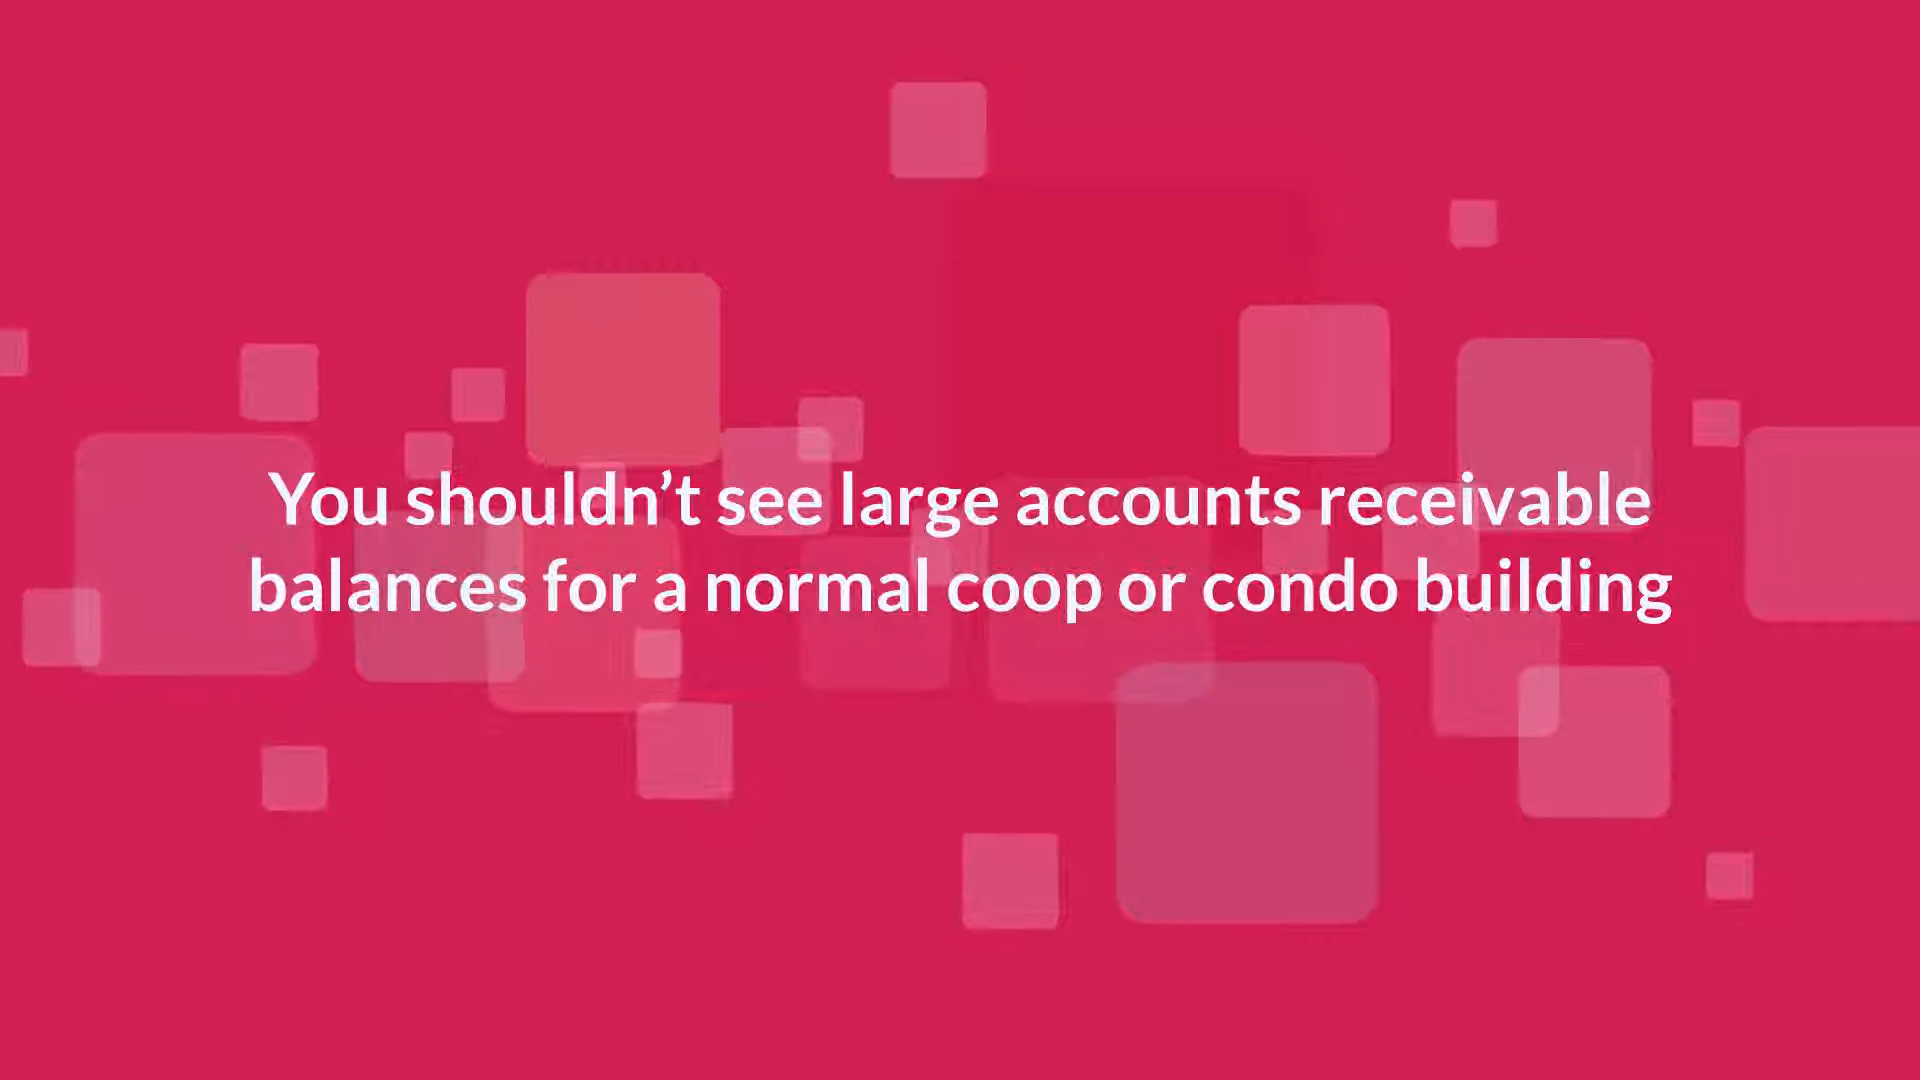 You shouldn’t see large accounts receivable
balances for a normal coop or condo building